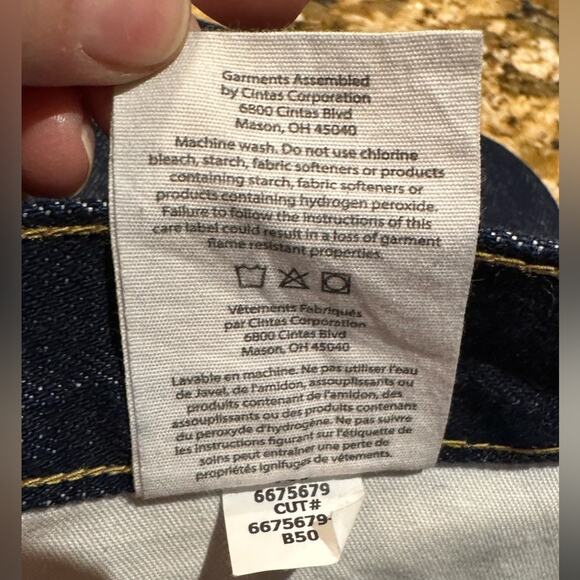 Garments Assembled
by Cintas Corporation
6800 Cintas Blvd
Mason, OH 45040
Machine wash. Do not use chlorine
bleach, starch, fabric softeners or products
containing starch, fabric softeners or
products containing hydrogen peroxide.
Failure to follow the instructions of this
care label could result in a loss of garment
flame resistant properties.
Vêtements Fabriqués
par Cintas Corporation
6800 Cintas Blvd
Mason, OH 45040
Lavable en machine. Ne pas utiliser l'eau
de Javel, de l'amidon, assouplissants ou
des produits contenant de l'amidon, des
assouplissants ou des produits contenant
du peroxyde d'hydrogène. Ne pas suivre
les instructions figurant sur l'étiquette de
soins peut entraîner une perte de
propriétés ignifuges de vêtements.
6675679
CUT#
6675679-
B50